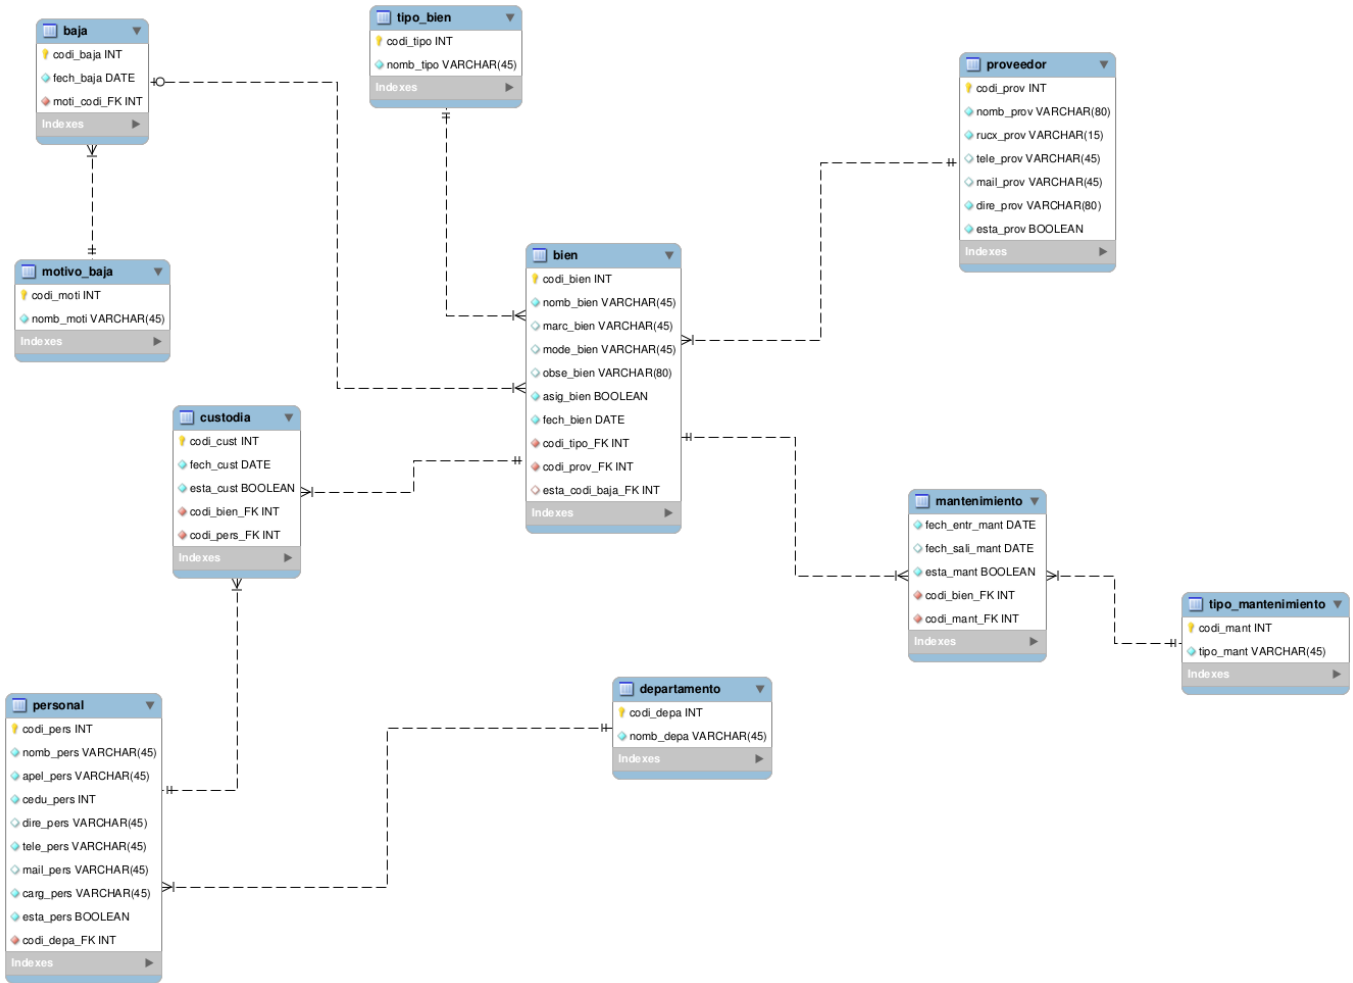 baja
codi_baja INT
fech_baja DATE
moti_codi_FK INT
Indexes
tipo_bien
codi_tipo INT
nomb_tipo VARCHAR(45)
Indexes
proveedor
codi_prov INT
nomb_prov VARCHAR(80)
rucx_prov VARCHAR(15)
tele_prov VARCHAR(45)
mail_prov VARCHAR(45)
dire_prov VARCHAR(80)
esta_prov BOOLEAN
Indexes
motivo_baja
codi_moti INT
nomb_moti VARCHAR(45)
Indexes
bien
codi_bien INT
nomb_bien VARCHAR(45)
marc_bien VARCHAR(45)
mode_bien VARCHAR(45)
obse_bien VARCHAR(80)
asig_bien BOOLEAN
fech_bien DATE
codi_tipo_FK INT
codi_prov_FK INT
esta_codi_baja_FK INT
Indexes
custodia
codi_cust INT
fech_cust DATE
esta_cust BOOLEAN
codi_bien_FK INT
codi_pers_FK INT
Indexes
mantenimiento
fech_entr_mant DATE
fech_sali_mant DATE
esta_mant BOOLEAN
codi_bien_FK INT
codi_mant_FK INT
Indexes
tipo_mantenimiento
codi_mant INT
tipo_mant VARCHAR(45)
Indexes
personal
codi_pers INT
nomb_pers VARCHAR(45)
apel_pers VARCHAR(45)
cedu_pers INT
dire_pers VARCHAR(45)
tele_pers VARCHAR(45)
mail_pers VARCHAR(45)
carg_pers VARCHAR(45)
esta_pers BOOLEAN
codi_depa_FK INT
Indexes
departamento
codi_depa INT
nomb_depa VARCHAR(45)
Indexes